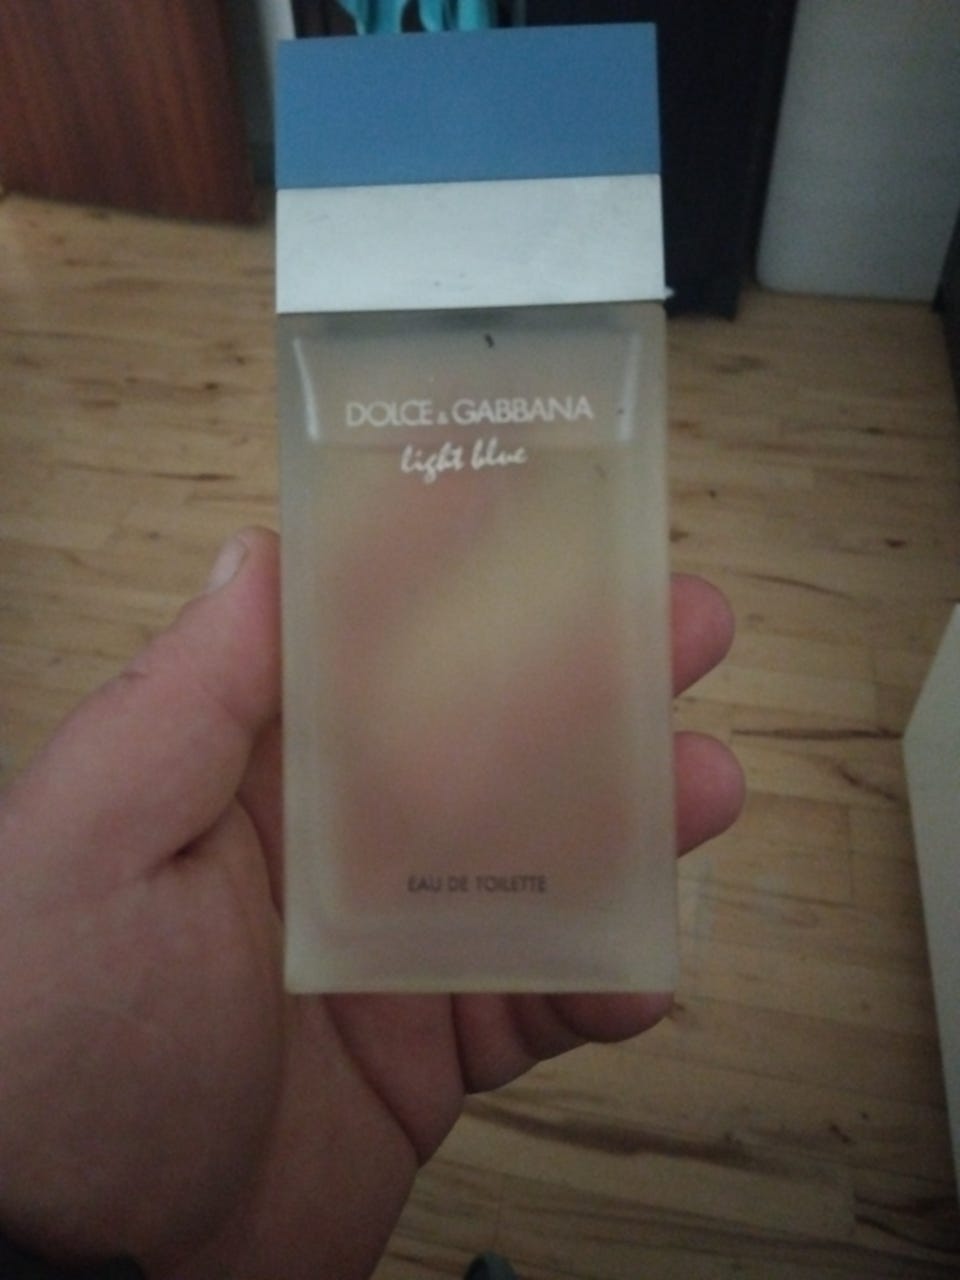 DOLCE & GABBANA
light blue
EAU DE TOILETTE